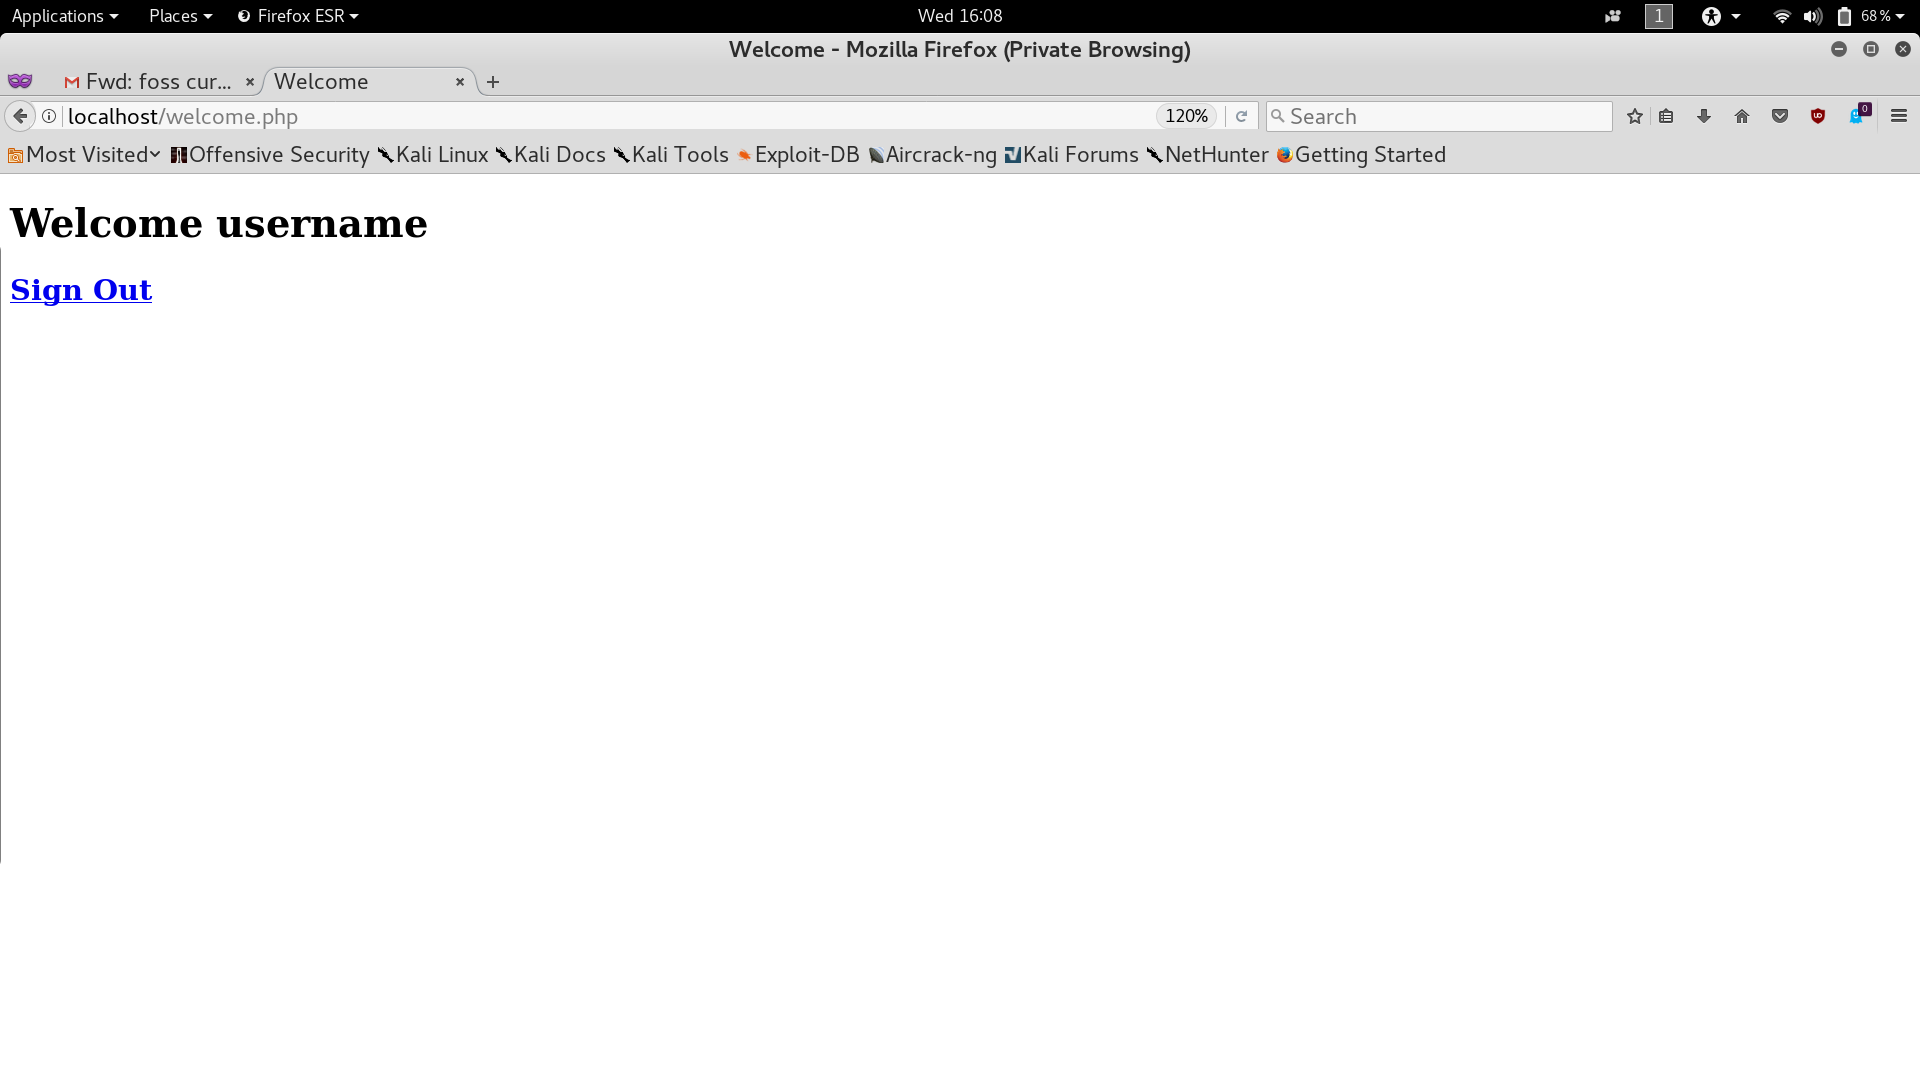 Applications Places Firefox ESR Wed 16:08 1 68 %
Welcome - Mozilla Firefox (Private Browsing)
Fwd: foss cur... × Welcome × +
localhost/welcome.php 120% Search 0
Most Visited Offensive Security Kali Linux Kali Docs Kali Tools Exploit-DB Aircrack-ng Kali Forums NetHunter Getting Started
Welcome username
Sign Out